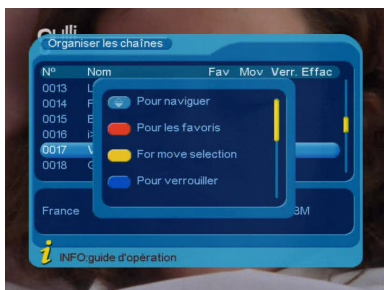 Organiser les chaînes
Nº Nom Fav Mov Verr. Effac
0013
0014
0015
0016
0017
0018
Pour naviguer
Pour les favoris
For move selection
Pour verrouiller
France
i INFO:guide d'opération